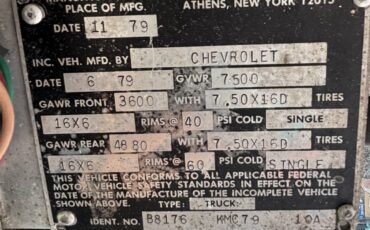 PLACE OF MFG. ATHENS, NEW YORK 12015
DATE 11 79
INC. VEH. MFD. BY CHEVROLET
DATE 6 79 GVWR 7500
GAWR FRONT 3600 WITH 7.50X16D TIRES
16X6 RIMS @ 40 PSI COLD SINGLE
GAWR REAR 4880 WITH 7.50X16D TIRES
16X6 RIMS @ 60 PSI COLD SINGLE
THIS VEHICLE CONFORMS TO ALL APPLICABLE FEDERAL
MOTOR VEHICLE SAFETY STANDARDS IN EFFECT ON THE
DATE OF THE MANUFACTURE OF THE INCOMPLETE VEHICLE
SHOWN ABOVE. TYPE: TRUCK
IDENT. NO. B8176 KMC79 10A